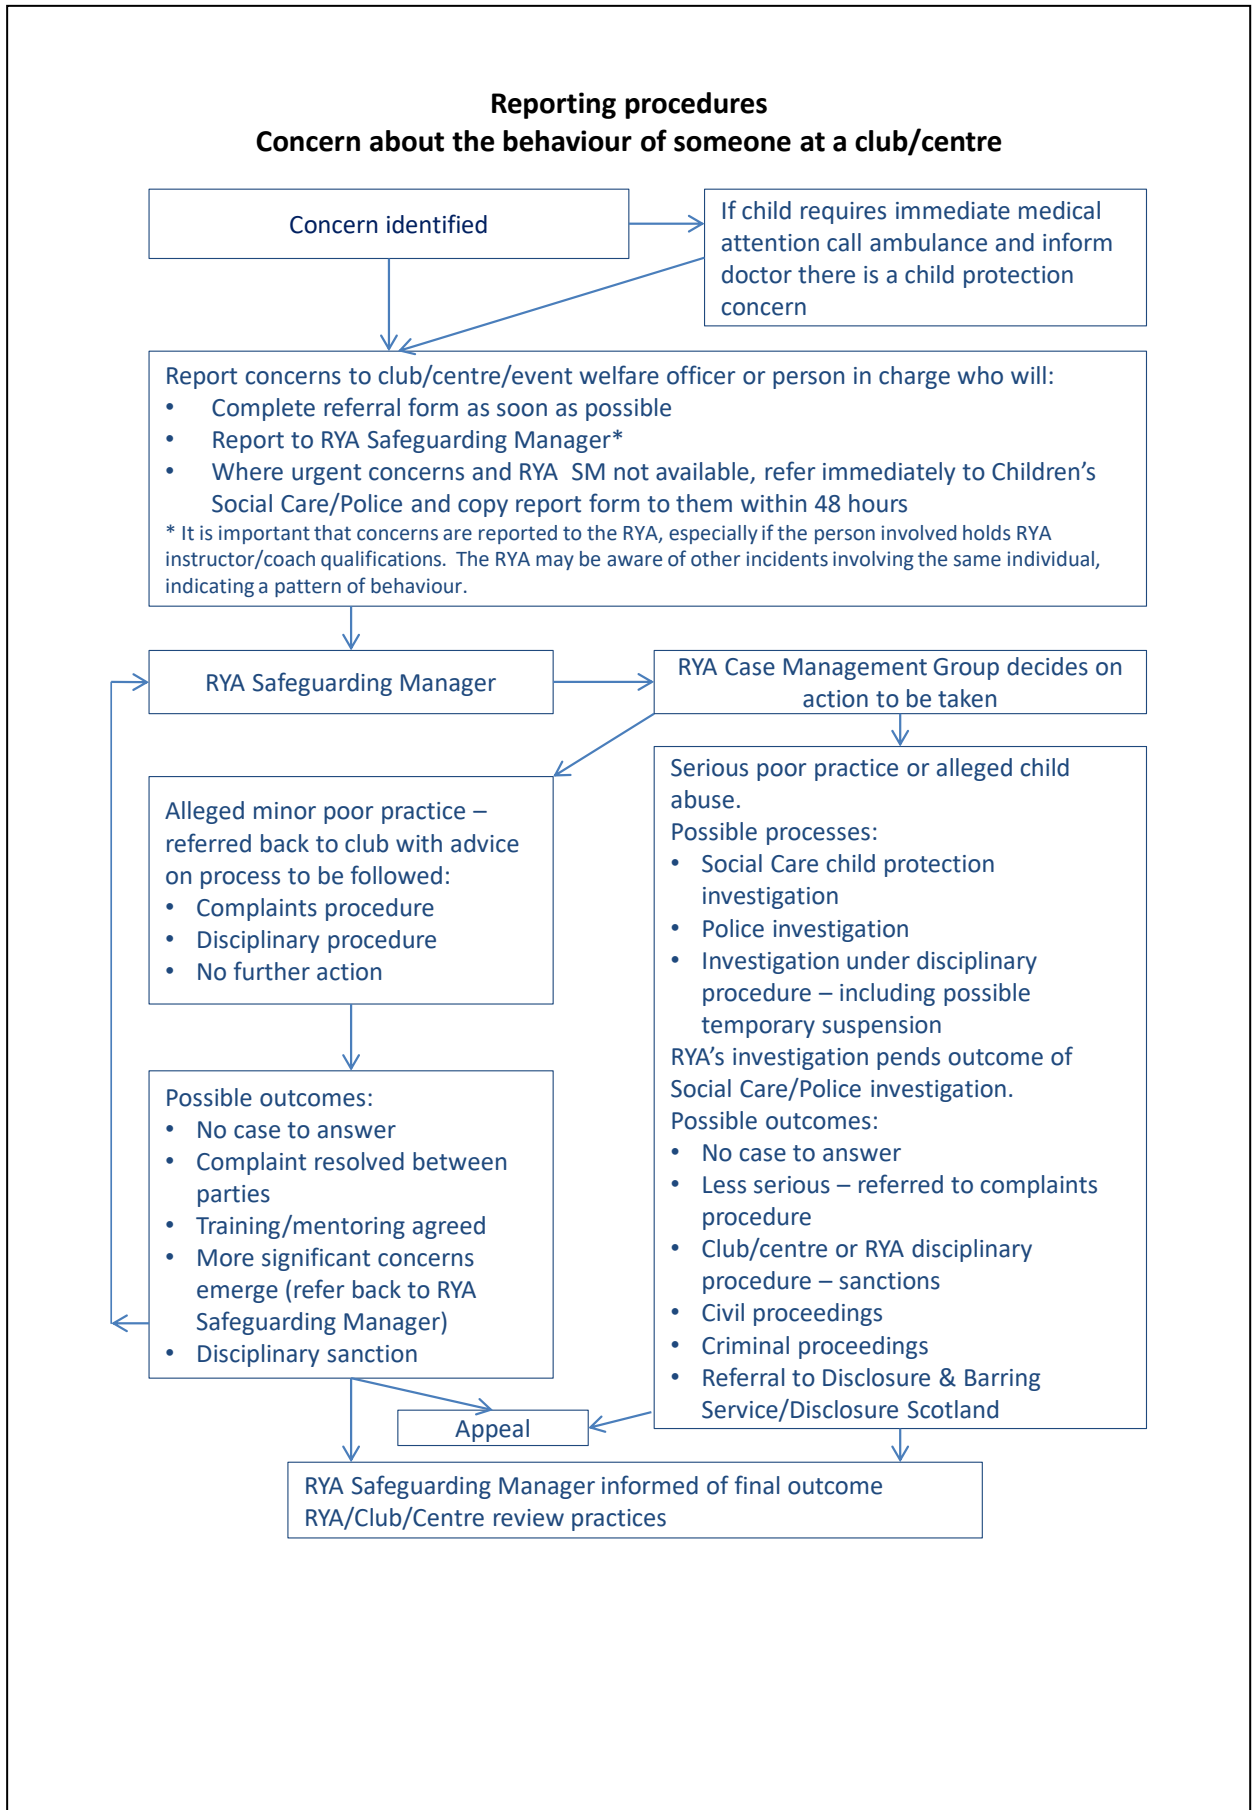 Reporting procedures
Concern about the behaviour of someone at a club/centre
Concern identified
If child requires immediate medical
attention call ambulance and inform
doctor there is a child protection
concern
Report concerns to club/centre/event welfare officer or person in charge who will:
• Complete referral form as soon as possible
• Report to RYA Safeguarding Manager*
• Where urgent concerns and RYA  SM not available, refer immediately to Children’s
Social Care/Police and copy report form to them within 48 hours
* It is important that concerns are reported to the RYA, especially if the person involved holds RYA
instructor/coach qualifications.  The RYA may be aware of other incidents involving the same individual,
indicating a pattern of behaviour.
RYA Safeguarding Manager
RYA Case Management Group decides on
action to be taken
Alleged minor poor practice –
referred back to club with advice
on process to be followed:
• Complaints procedure
• Disciplinary procedure
• No further action
Possible outcomes:
• No case to answer
• Complaint resolved between
parties
• Training/mentoring agreed
• More significant concerns
emerge (refer back to RYA
Safeguarding Manager)
• Disciplinary sanction
Serious poor practice or alleged child
abuse.
Possible processes:
• Social Care child protection
investigation
• Police investigation
• Investigation under disciplinary
procedure – including possible
temporary suspension
RYA’s investigation pends outcome of
Social Care/Police investigation.
Possible outcomes:
• No case to answer
• Less serious – referred to complaints
procedure
• Club/centre or RYA disciplinary
procedure – sanctions
• Civil proceedings
• Criminal proceedings
• Referral to Disclosure & Barring
Service/Disclosure Scotland
Appeal
RYA Safeguarding Manager informed of final outcome
RYA/Club/Centre review practices